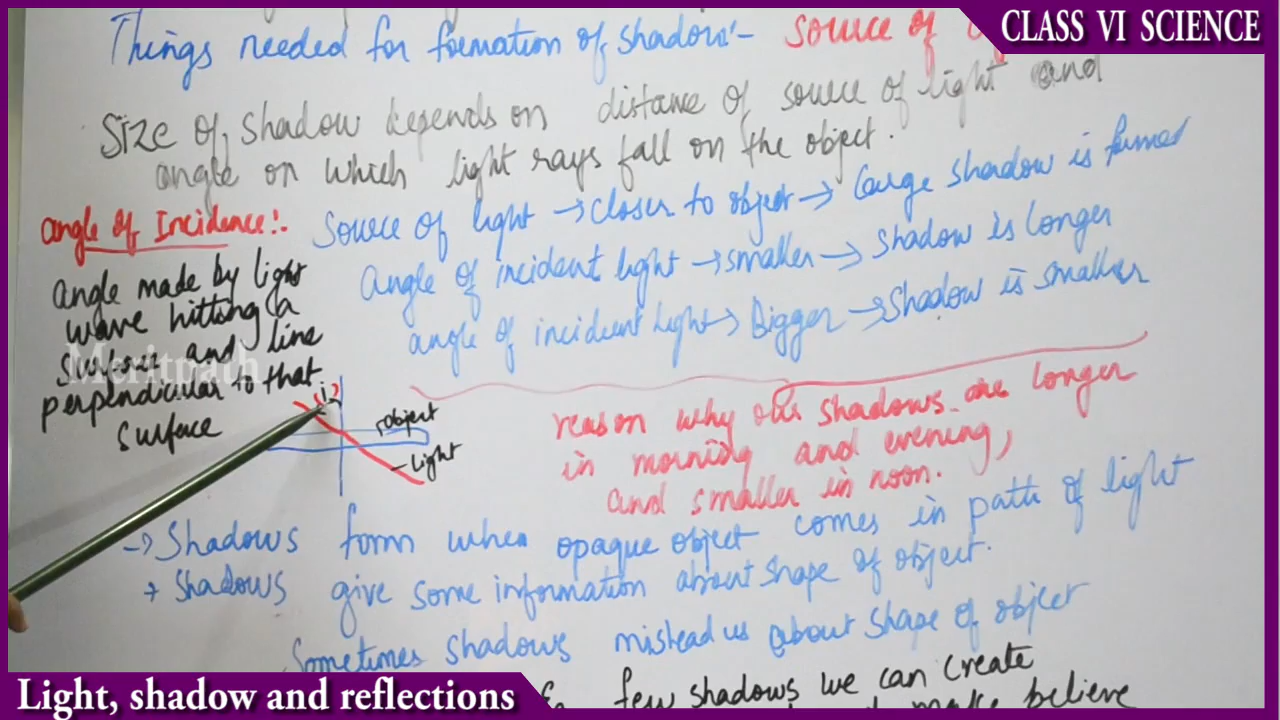 CLASS VI SCIENCE
Things needed for formation of shadow:- Source of
Size of shadow depends on distance of source of light and
angle on which light rays fall on the object.
Angle of Incidence:-
angle made by light
wave hitting a
surface and line
perpendicular to that
surface
Source of light → closer to object → Large shadow is formed
Angle of incident light → smaller → Shadow is longer
angle of incident light → Bigger → Shadow is smaller
Meritpath
i
object
Light
reason why our shadows are longer
in morning and evening,
and smaller in noon.
→ Shadows form when opaque object comes in path of light
→ Shadows give some information about shape of object.
Sometimes shadows mislead us about shape of object
few shadows we can create
make believe
Light, shadow and reflections